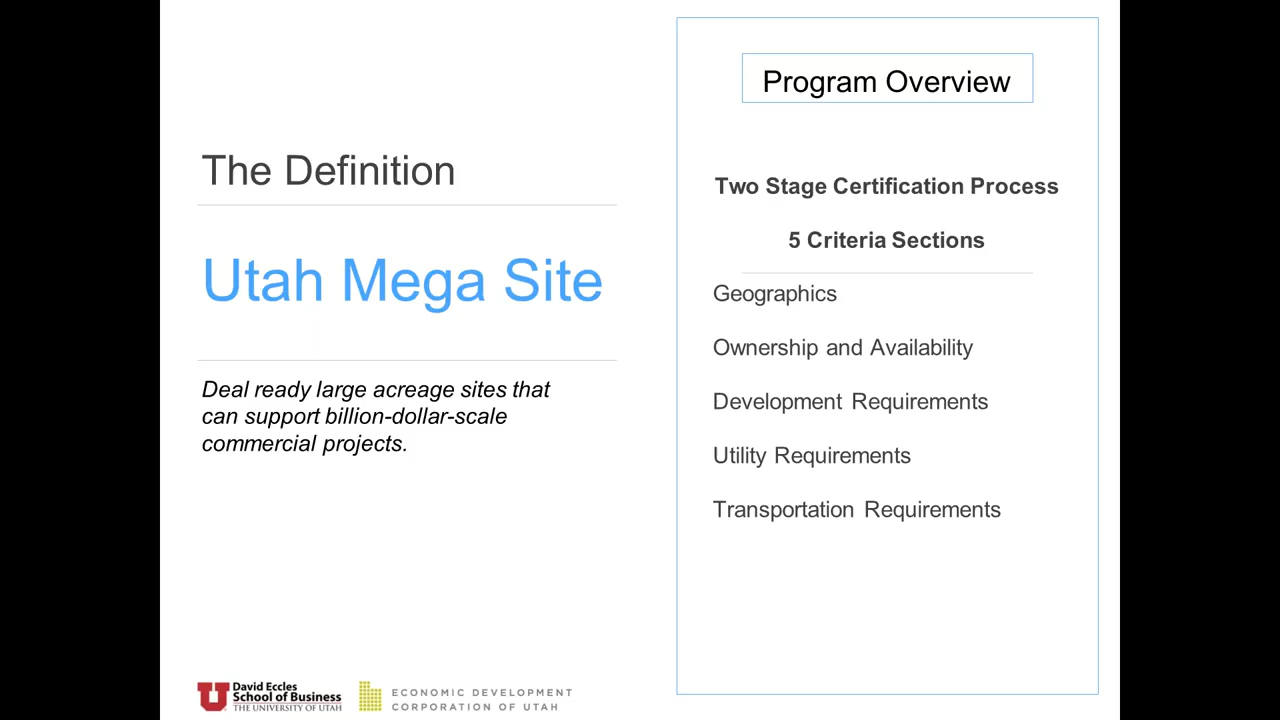 The Definition
Utah Mega Site
Deal ready large acreage sites that
can support billion-dollar-scale
commercial projects.
Program Overview
Two Stage Certification Process
5 Criteria Sections
Geographics
Ownership and Availability
Development Requirements
Utility Requirements
Transportation Requirements
U
David Eccles
School of Business
THE UNIVERSITY OF UTAH
ECONOMIC DEVELOPMENT
CORPORATION OF UTAH